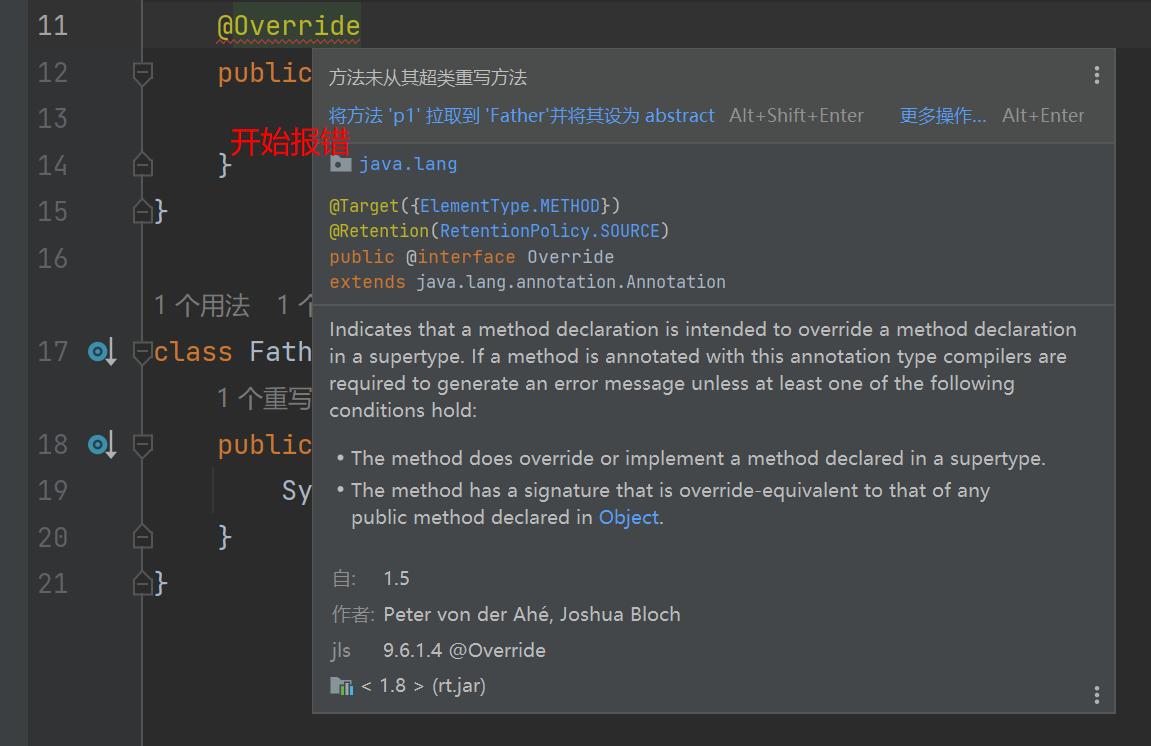 11 @Override
12 public
方法未从其超类重写方法
将方法 'p1' 拉取到 'Father'并将其设为 abstract Alt+Shift+Enter 更多操作... Alt+Enter
13
开始报错
14 }
java.lang
@Target({ElementType.METHOD})
15 }
@Retention(RetentionPolicy.SOURCE)
16
public @interface Override
extends java.lang.annotation.Annotation
1 个用法 1 个
Indicates that a method declaration is intended to override a method declaration
17 class Fath
in a supertype. If a method is annotated with this annotation type compilers are
required to generate an error message unless at least one of the following
conditions hold:
1 个重写
18 public
• The method does override or implement a method declared in a supertype.
19 Sy
• The method has a signature that is override-equivalent to that of any
public method declared in Object.
20 }
21 }
自: 1.5
作者: Peter von der Ahé, Joshua Bloch
jls 9.6.1.4 @Override
< 1.8 > (rt.jar)